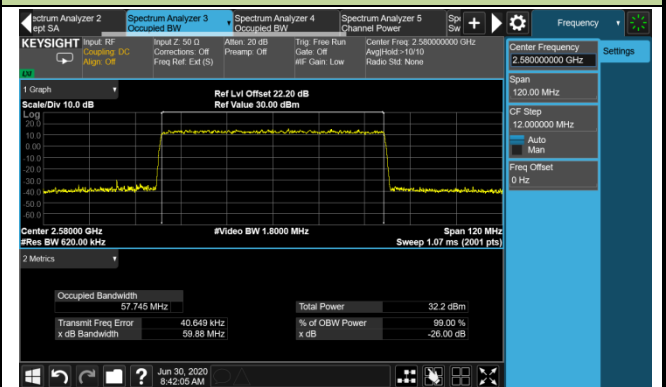 ectrum Analyzer 2
ept SA
Spectrum Analyzer 3
Occupied BW
Spectrum Analyzer 4
Occupied BW
Spectrum Analyzer 5
Channel Power
Sp
Sw
Frequency
KEYSIGHT
Input: RF
Coupling: DC
Align: Off
Input Z: 50 Ω
Corrections: Off
Freq Ref: Ext (S)
Atten: 20 dB
Preamp: Off
Trig: Free Run
Gate: Off
#IF Gain: Low
Center Freq: 2.580000000 GHz
Avg|Hold:>10/10
Radio Std: None
Center Frequency
2.580000000 GHz
Settings
Span
120.00 MHz
CF Step
12.000000 MHz
Auto
Man
Freq Offset
0 Hz
1 Graph
Scale/Div 10.0 dB
Ref Lvl Offset 22.20 dB
Ref Value 30.00 dBm
Log
20.0
10.0
0.00
-10.0
-20.0
-30.0
-40.0
-50.0
-60.0
Center 2.58000 GHz
#Res BW 620.00 kHz
#Video BW 1.8000 MHz
Span 120 MHz
Sweep 1.07 ms (2001 pts)
2 Metrics
Occupied Bandwidth
57.745 MHz
Total Power 32.2 dBm
Transmit Freq Error 40.649 kHz
% of OBW Power 99.00 %
x dB Bandwidth 59.88 MHz
x dB -26.00 dB
?
Jun 30, 2020
8:42:05 AM